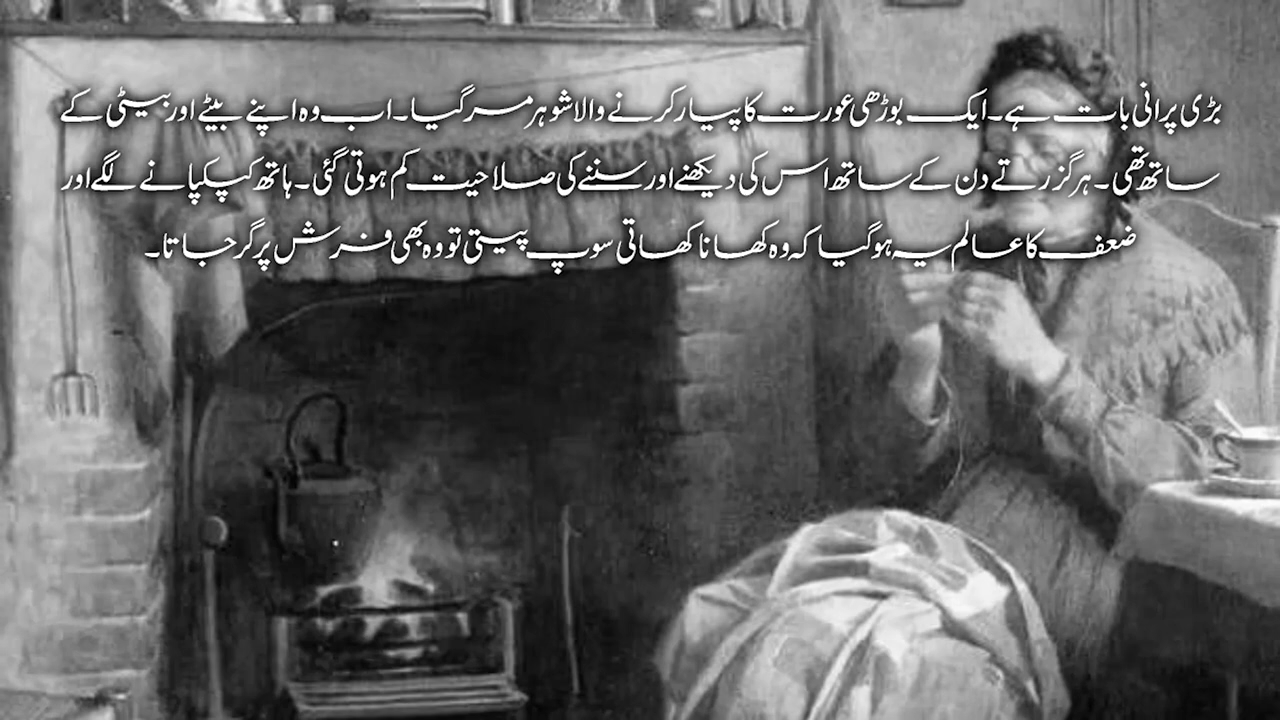 بڑی پرانی بات ہے۔ ایک بوڑھی عورت کا پیار کرنے والا شوہر مر گیا۔ اب وہ اپنے بیٹے اور بیٹی کے
ساتھ تھی۔ ہر گزرتے دن کے ساتھ اس کی دیکھنے اور سننے کی صلاحیت کم ہوتی گئی۔ ہاتھ کپکپانے لگے اور
ضعف کا عالم یہ ہو گیا کہ وہ کھانا کھاتی سوپ پیتی تو وہ بھی فرش پر گر جاتا۔